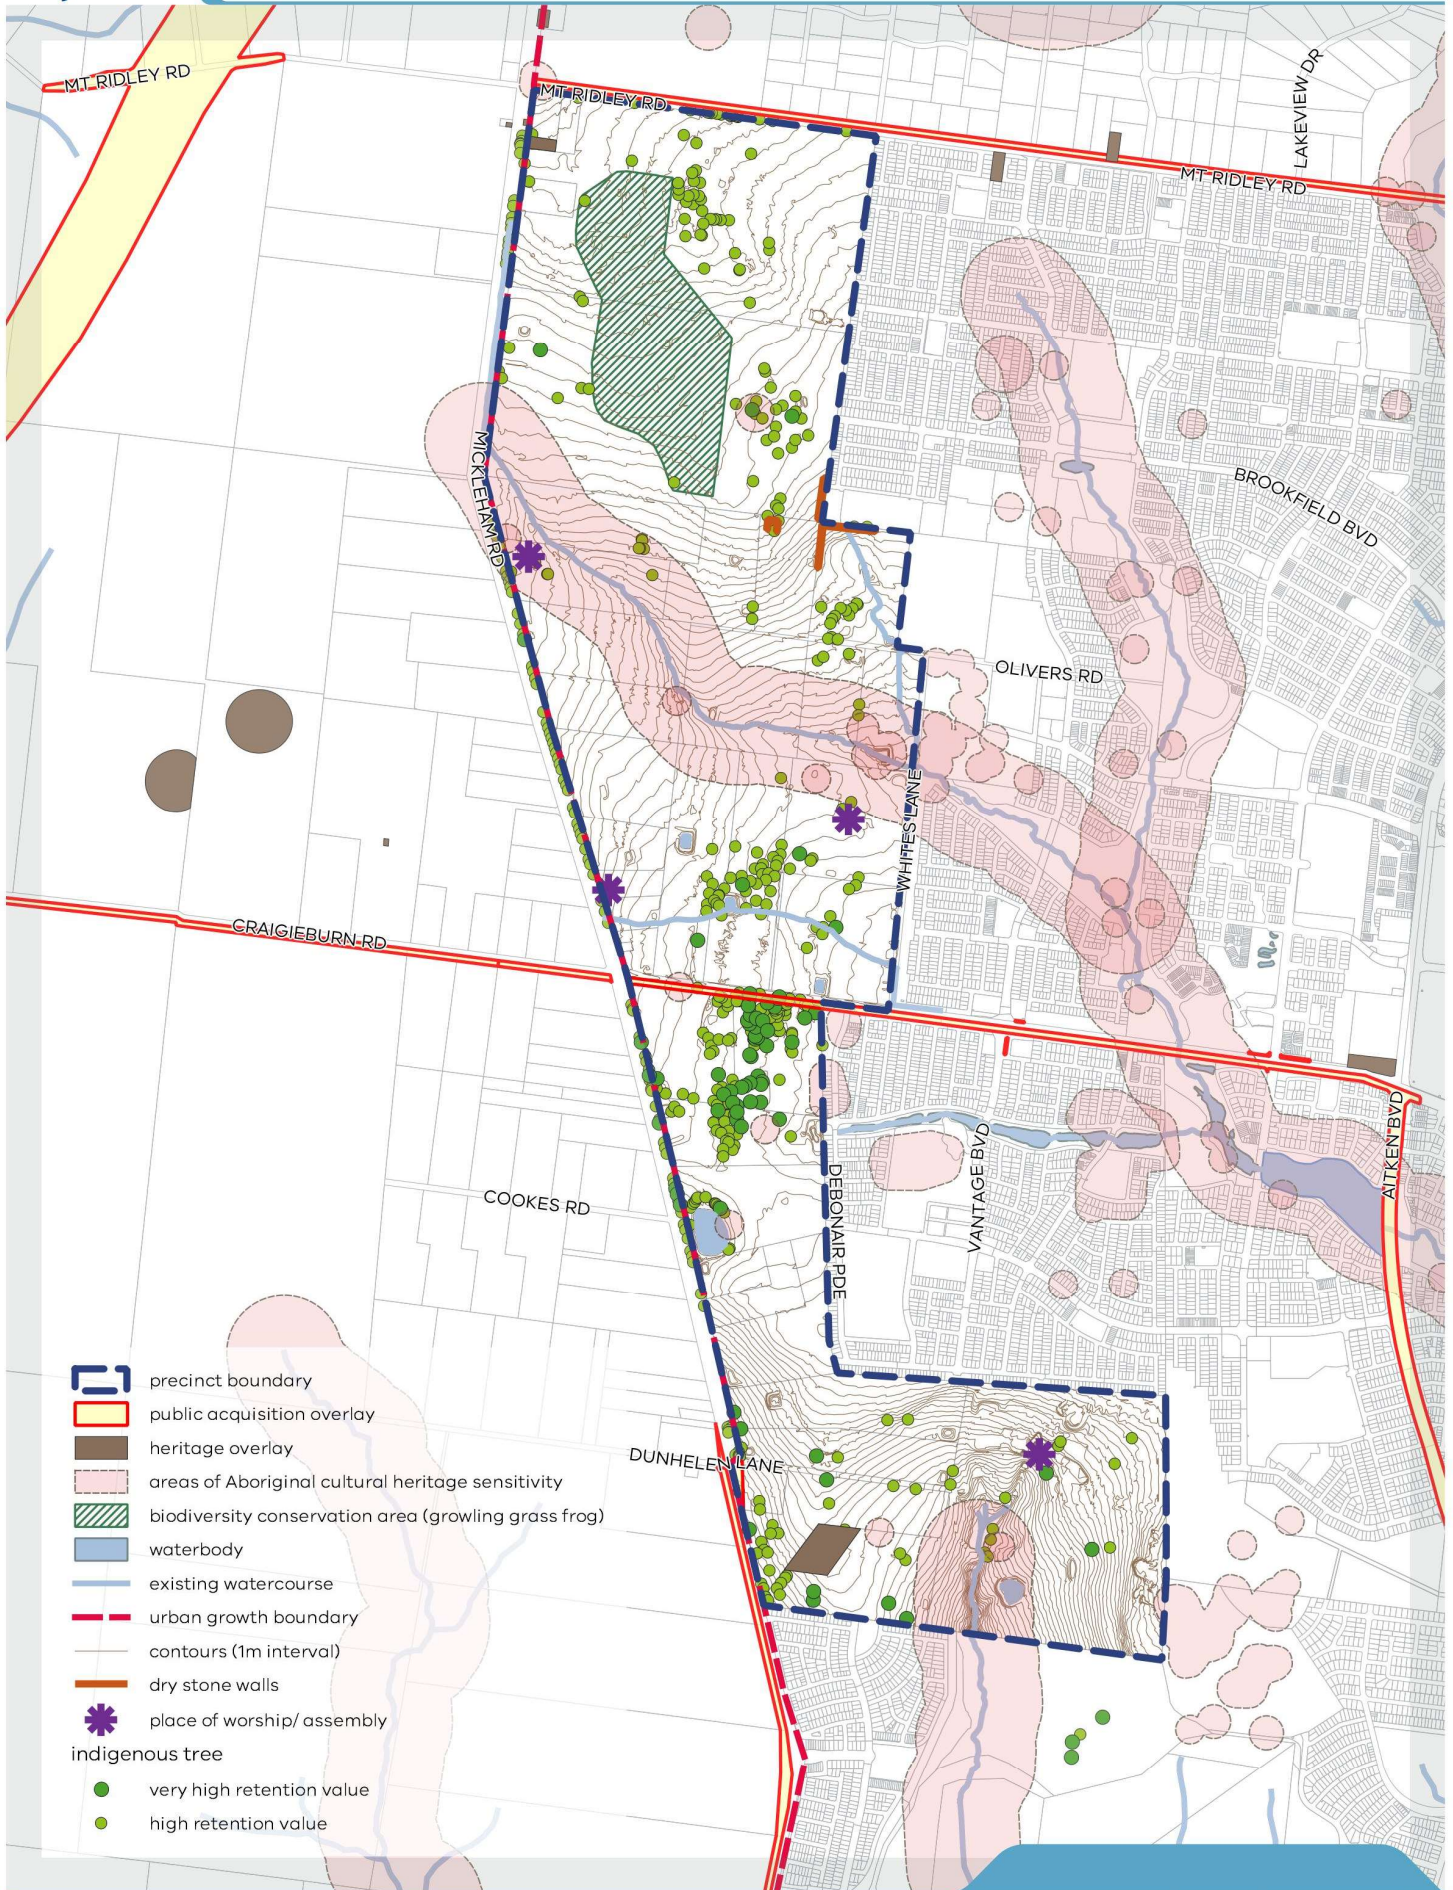 MT RIDLEY RD
MT RIDLEY RD
LAKEVIEW DR
MT RIDLEY RD
MICKLEHAM RD
BROOKFIELD BVD
OLIVERS RD
WHITES LANE
CRAIGIEBURN RD
AITKEN BVD
VANTAGE BVD
DEBONAIR PDE
COOKES RD
DUNHELEN LANE
precinct boundary
public acquisition overlay
heritage overlay
areas of Aboriginal cultural heritage sensitivity
biodiversity conservation area (growling grass frog)
waterbody
existing watercourse
urban growth boundary
contours (1m interval)
dry stone walls
place of worship/ assembly
indigenous tree
very high retention value
high retention value